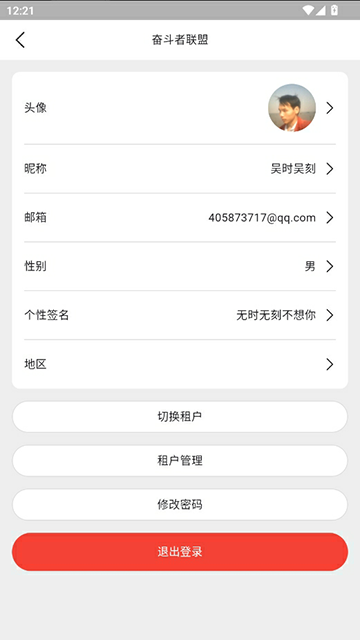 12:21
奋斗者联盟
头像
昵称 吴时吴刻
邮箱 405873717@qq.com
性别 男
个性签名 无时无刻不想你
地区
切换租户
租户管理
修改密码
退出登录